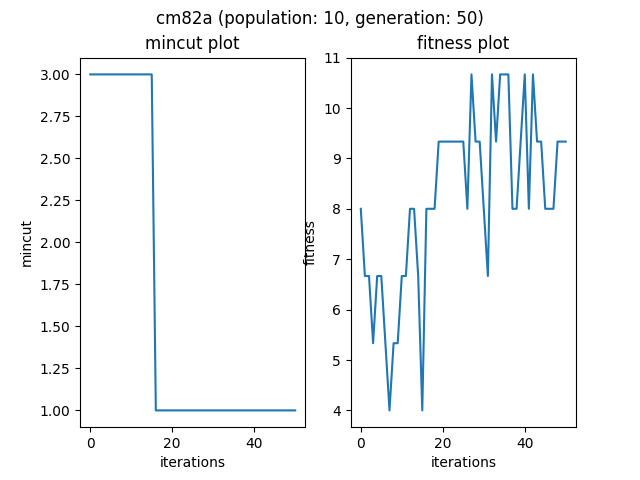 cm82a (population: 10, generation: 50)
mincut plot
fitness plot
mincut
3.00
2.75
2.50
2.25
2.00
1.75
1.50
1.25
1.00
0 20 40
iterations
fitness
11
10
9
8
7
6
5
4
0 20 40
iterations